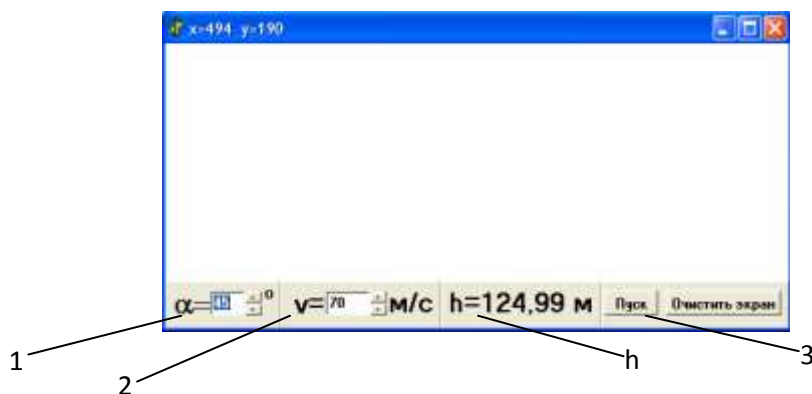 x=494 y=190
α= ° v= 70 м/с h=124,99 м Пуск Очистить экран
1 2 h 3